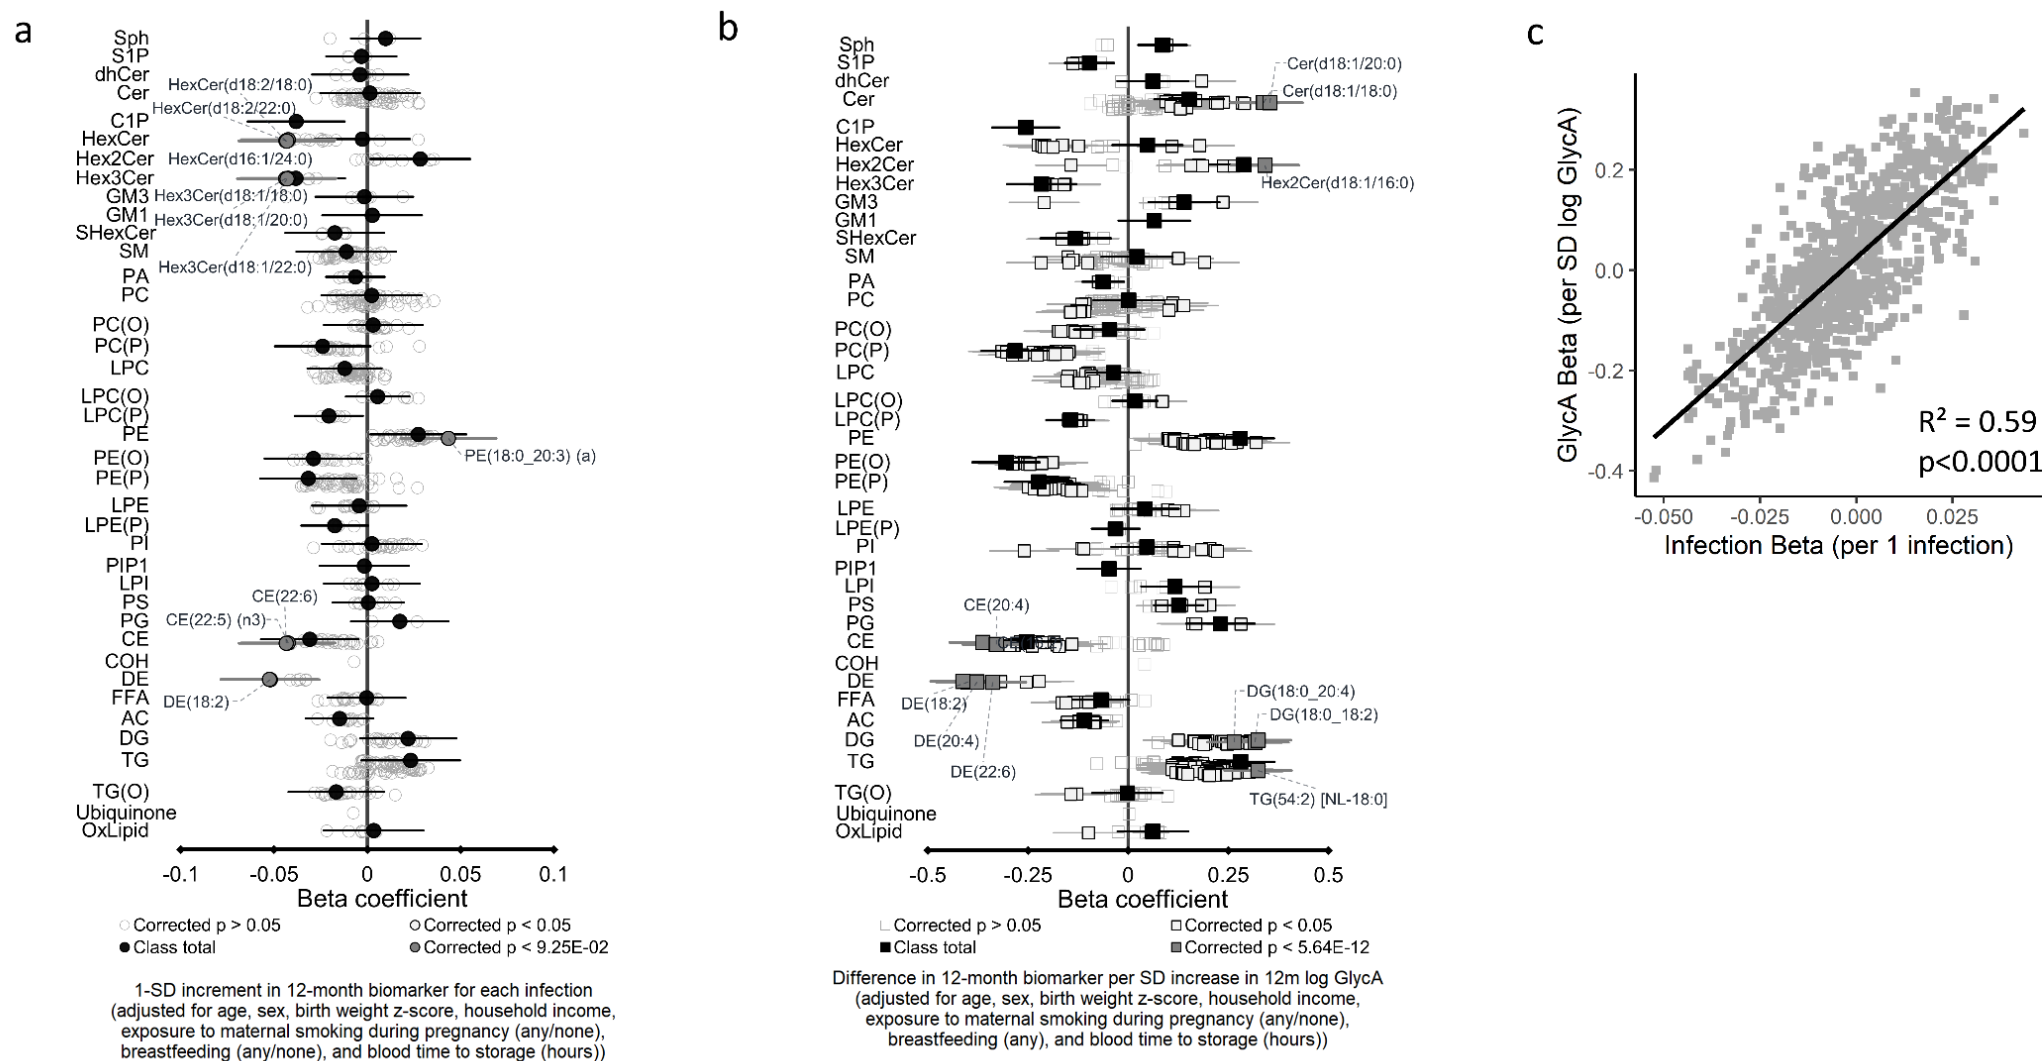 a
Sph
S1P
dhCer
HexCer(d18:2/18:0)
Cer
HexCer(d18:2/22:0)
C1P
HexCer
Hex2Cer
HexCer(d16:1/24:0)
Hex3Cer
GM3
Hex3Cer(d18:1/18:0)
GM1
Hex3Cer(d18:1/20:0)
SHexCer
SM
Hex3Cer(d18:1/22:0)
PA
PC
PC(O)
PC(P)
LPC
LPC(O)
LPC(P)
PE
PE(18:0_20:3) (a)
PE(O)
PE(P)
LPE
LPE(P)
PI
PIP1
LPI
CE(22:6)
PS
CE(22:5) (n3)
PG
CE
COH
DE
DE(18:2)
FFA
AC
DG
TG
TG(O)
Ubiquinone
OxLipid
-0.1 -0.05 0 0.05 0.1
Beta coefficient
Corrected p > 0.05 Corrected p < 0.05
Class total Corrected p < 9.25E-02
1-SD increment in 12-month biomarker for each infection
(adjusted for age, sex, birth weight z-score, household income,
exposure to maternal smoking during pregnancy (any/none),
breastfeeding (any/none), and blood time to storage (hours))
b
Sph
S1P
Cer(d18:1/20:0)
dhCer
Cer(d18:1/18:0)
Cer
C1P
HexCer
Hex2Cer
Hex2Cer(d18:1/16:0)
Hex3Cer
GM3
GM1
SHexCer
SM
PA
PC
PC(O)
PC(P)
LPC
LPC(O)
LPC(P)
PE
PE(O)
PE(P)
LPE
LPE(P)
PI
PIP1
LPI
PS
CE(20:4)
PG
CE
COH
DE
DE(18:2)
DG(18:0_20:4)
FFA
DG(18:0_18:2)
AC
DE(20:4)
DG
TG
DE(22:6)
TG(54:2) [NL-18:0]
TG(O)
Ubiquinone
OxLipid
-0.5 -0.25 0 0.25 0.5
Beta coefficient
Corrected p > 0.05 Corrected p < 0.05
Class total Corrected p < 5.64E-12
Difference in 12-month biomarker per SD increase in 12m log GlycA
(adjusted for age, sex, birth weight z-score, household income,
exposure to maternal smoking during pregnancy (any/none),
breastfeeding (any), and blood time to storage (hours))
c
GlycA Beta (per SD log GlycA)
0.2
0.0
-0.2
-0.4
R² = 0.59
p<0.0001
-0.050 -0.025 0.000 0.025
Infection Beta (per 1 infection)